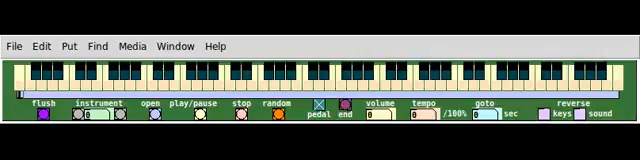 File Edit Put Find Media Window Help
flush instrument open play/pause stop random volume tempo goto reverse
0 pedal end 0 0 /100% 0 sec keys sound